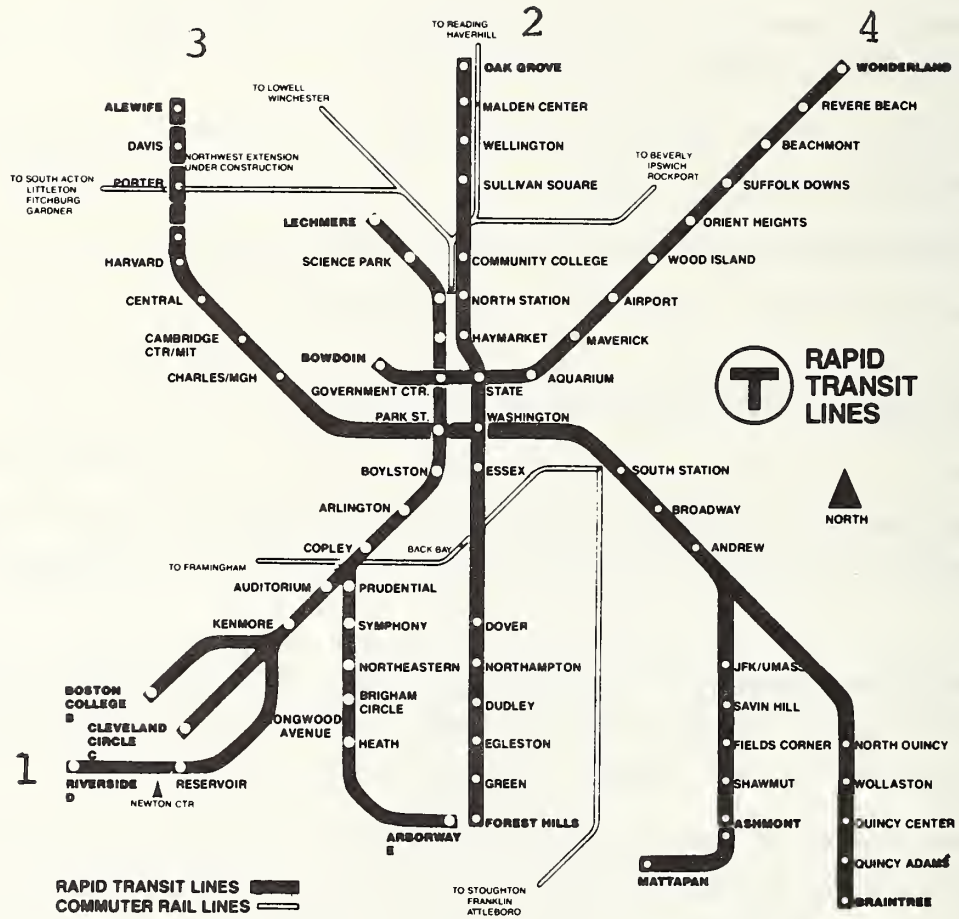 3
2
4
TO READING
HAVERHILL
OAK GROVE
WONDERLAND
TO LOWELL
WINCHESTER
ALEWIFE
MALDEN CENTER
REVERE BEACH
DAVIS
NORTHWEST EXTENSION
UNDER CONSTRUCTION
WELLINGTON
BEACHMONT
TO SOUTH ACTON
LITTLETON
FITCHBURG
GARDNER
PORTER
SULLIVAN SQUARE
TO BEVERLY
IPSWICH
ROCKPORT
SUFFOLK DOWNS
LECHMERE
ORIENT HEIGHTS
HARVARD
SCIENCE PARK
COMMUNITY COLLEGE
WOOD ISLAND
CENTRAL
NORTH STATION
AIRPORT
CAMBRIDGE
CTR/MIT
HAYMARKET
MAVERICK
BOWDOIN
CHARLES/MGH
GOVERNMENT CTR.
STATE
AQUARIUM
T
RAPID
TRANSIT
LINES
PARK ST.
WASHINGTON
BOYLSTON
ESSEX
SOUTH STATION
ARLINGTON
BROADWAY
NORTH
COPLEY
BACK BAY
ANDREW
TO FRAMINGHAM
AUDITORIUM
PRUDENTIAL
KENMORE
SYMPHONY
DOVER
NORTHEASTERN
NORTHAMPTON
JFK/UMASS
BOSTON
COLLEGE
B
BRIGHAM
CIRCLE
DUDLEY
SAVIN HILL
CLEVELAND
CIRCLE
C
ONGWOOD
AVENUE
HEATH
EGLESTON
FIELDS CORNER
NORTH QUINCY
1
RIVERSIDE
D
RESERVOIR
NEWTON CTR
GREEN
SHAWMUT
WOLLASTON
ARBORWAY
E
FOREST HILLS
ASHMONT
QUINCY CENTER
MATTAPAN
QUINCY ADAMS
RAPID TRANSIT LINES
COMMUTER RAIL LINES
TO STOUGHTON
FRANKLIN
ATTLEBORO
BRAINTREE